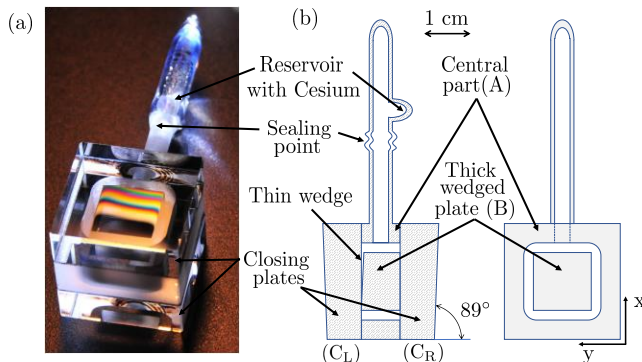 (a)
(b)
1 cm
Reservoir
with Cesium
Central
part(A)
Sealing
point
Thick
wedged
plate (B)
Thin wedge
Closing
plates
89°
(C_L)
(C_R)
x
y